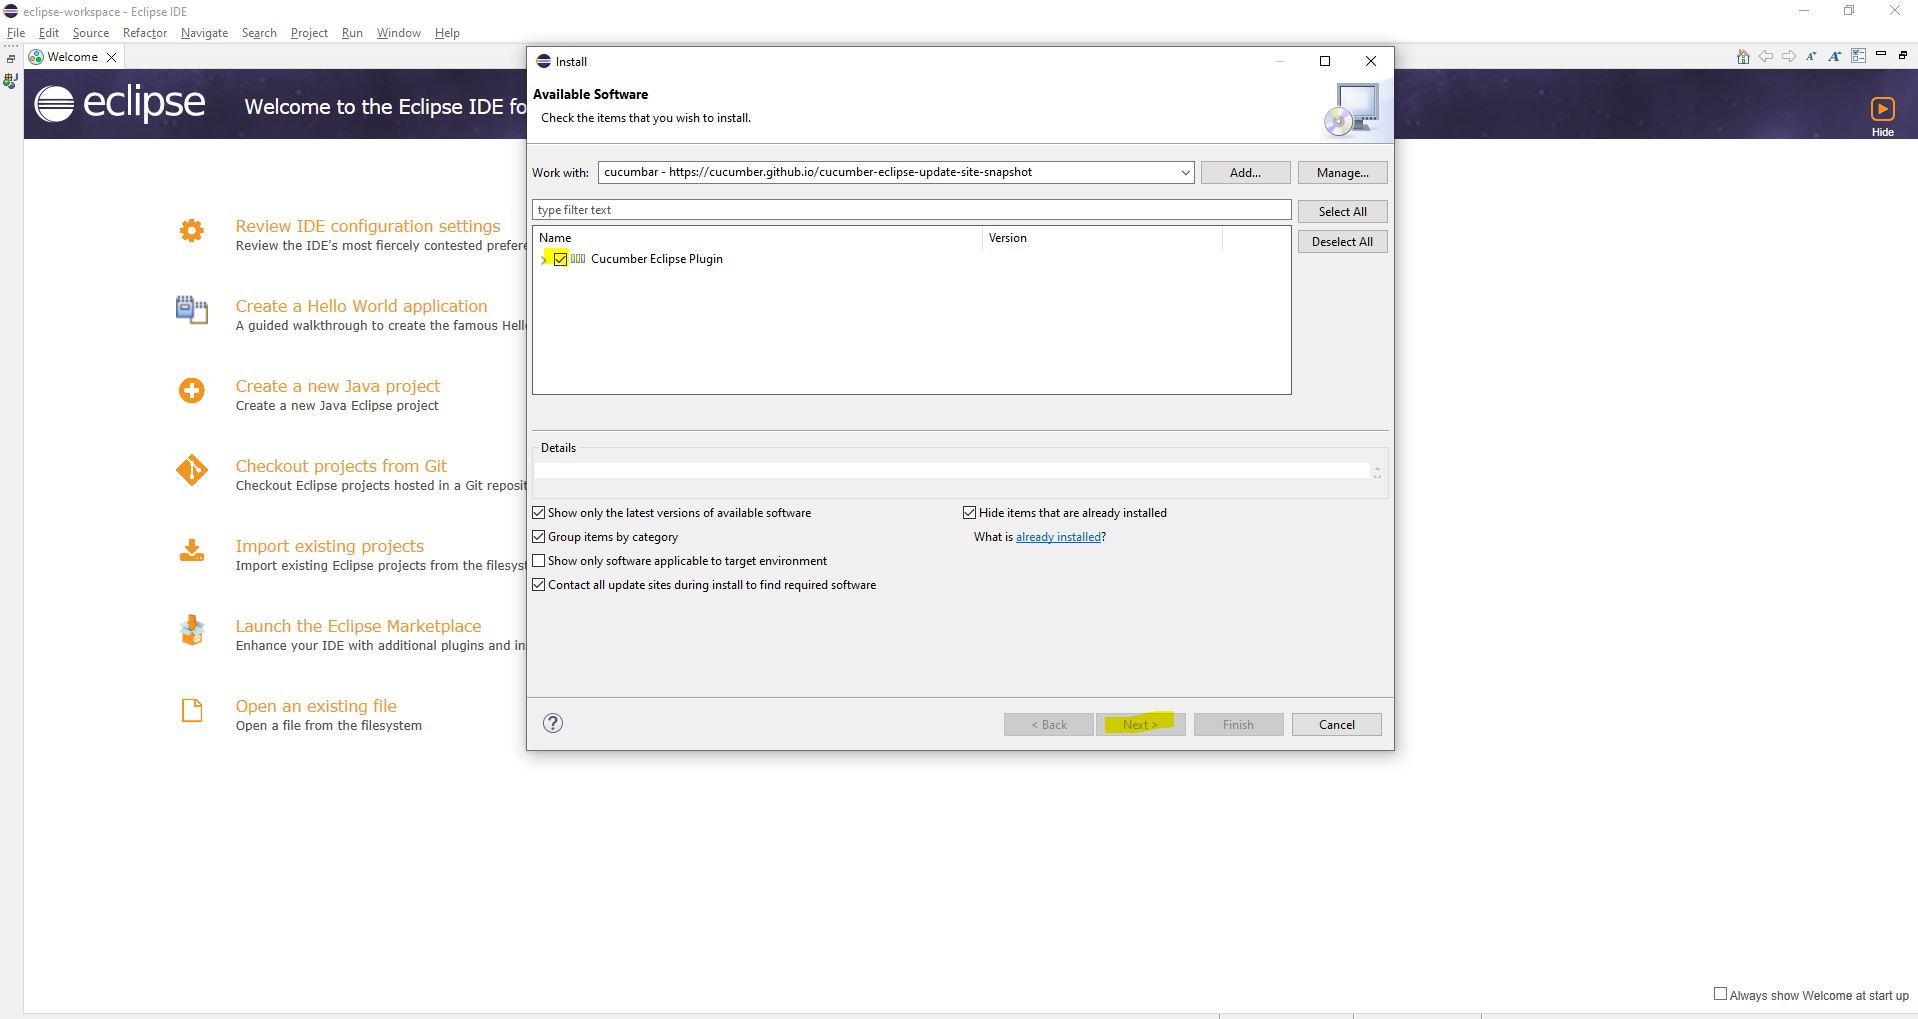 eclipse-workspace - Eclipse IDE
File Edit Source Refactor Navigate Search Project Run Window Help
Welcome
eclipse
Welcome to the Eclipse IDE fo
Hide
Review IDE configuration settings
Review the IDE's most fiercely contested prefere
Create a Hello World application
A guided walkthrough to create the famous Hell
Create a new Java project
Create a new Java Eclipse project
Checkout projects from Git
Checkout Eclipse projects hosted in a Git reposit
Import existing projects
Import existing Eclipse projects from the filesyst
Launch the Eclipse Marketplace
Enhance your IDE with additional plugins and in
Open an existing file
Open a file from the filesystem
Install
Available Software
Check the items that you wish to install.
Work with: cucumbar - https://cucumber.github.io/cucumber-eclipse-update-site-snapshot Add... Manage...
type filter text Select All
Name Version Deselect All
Cucumber Eclipse Plugin
Details
Show only the latest versions of available software Hide items that are already installed
Group items by category What is already installed?
Show only software applicable to target environment
Contact all update sites during install to find required software
? < Back Next > Finish Cancel
Always show Welcome at start up